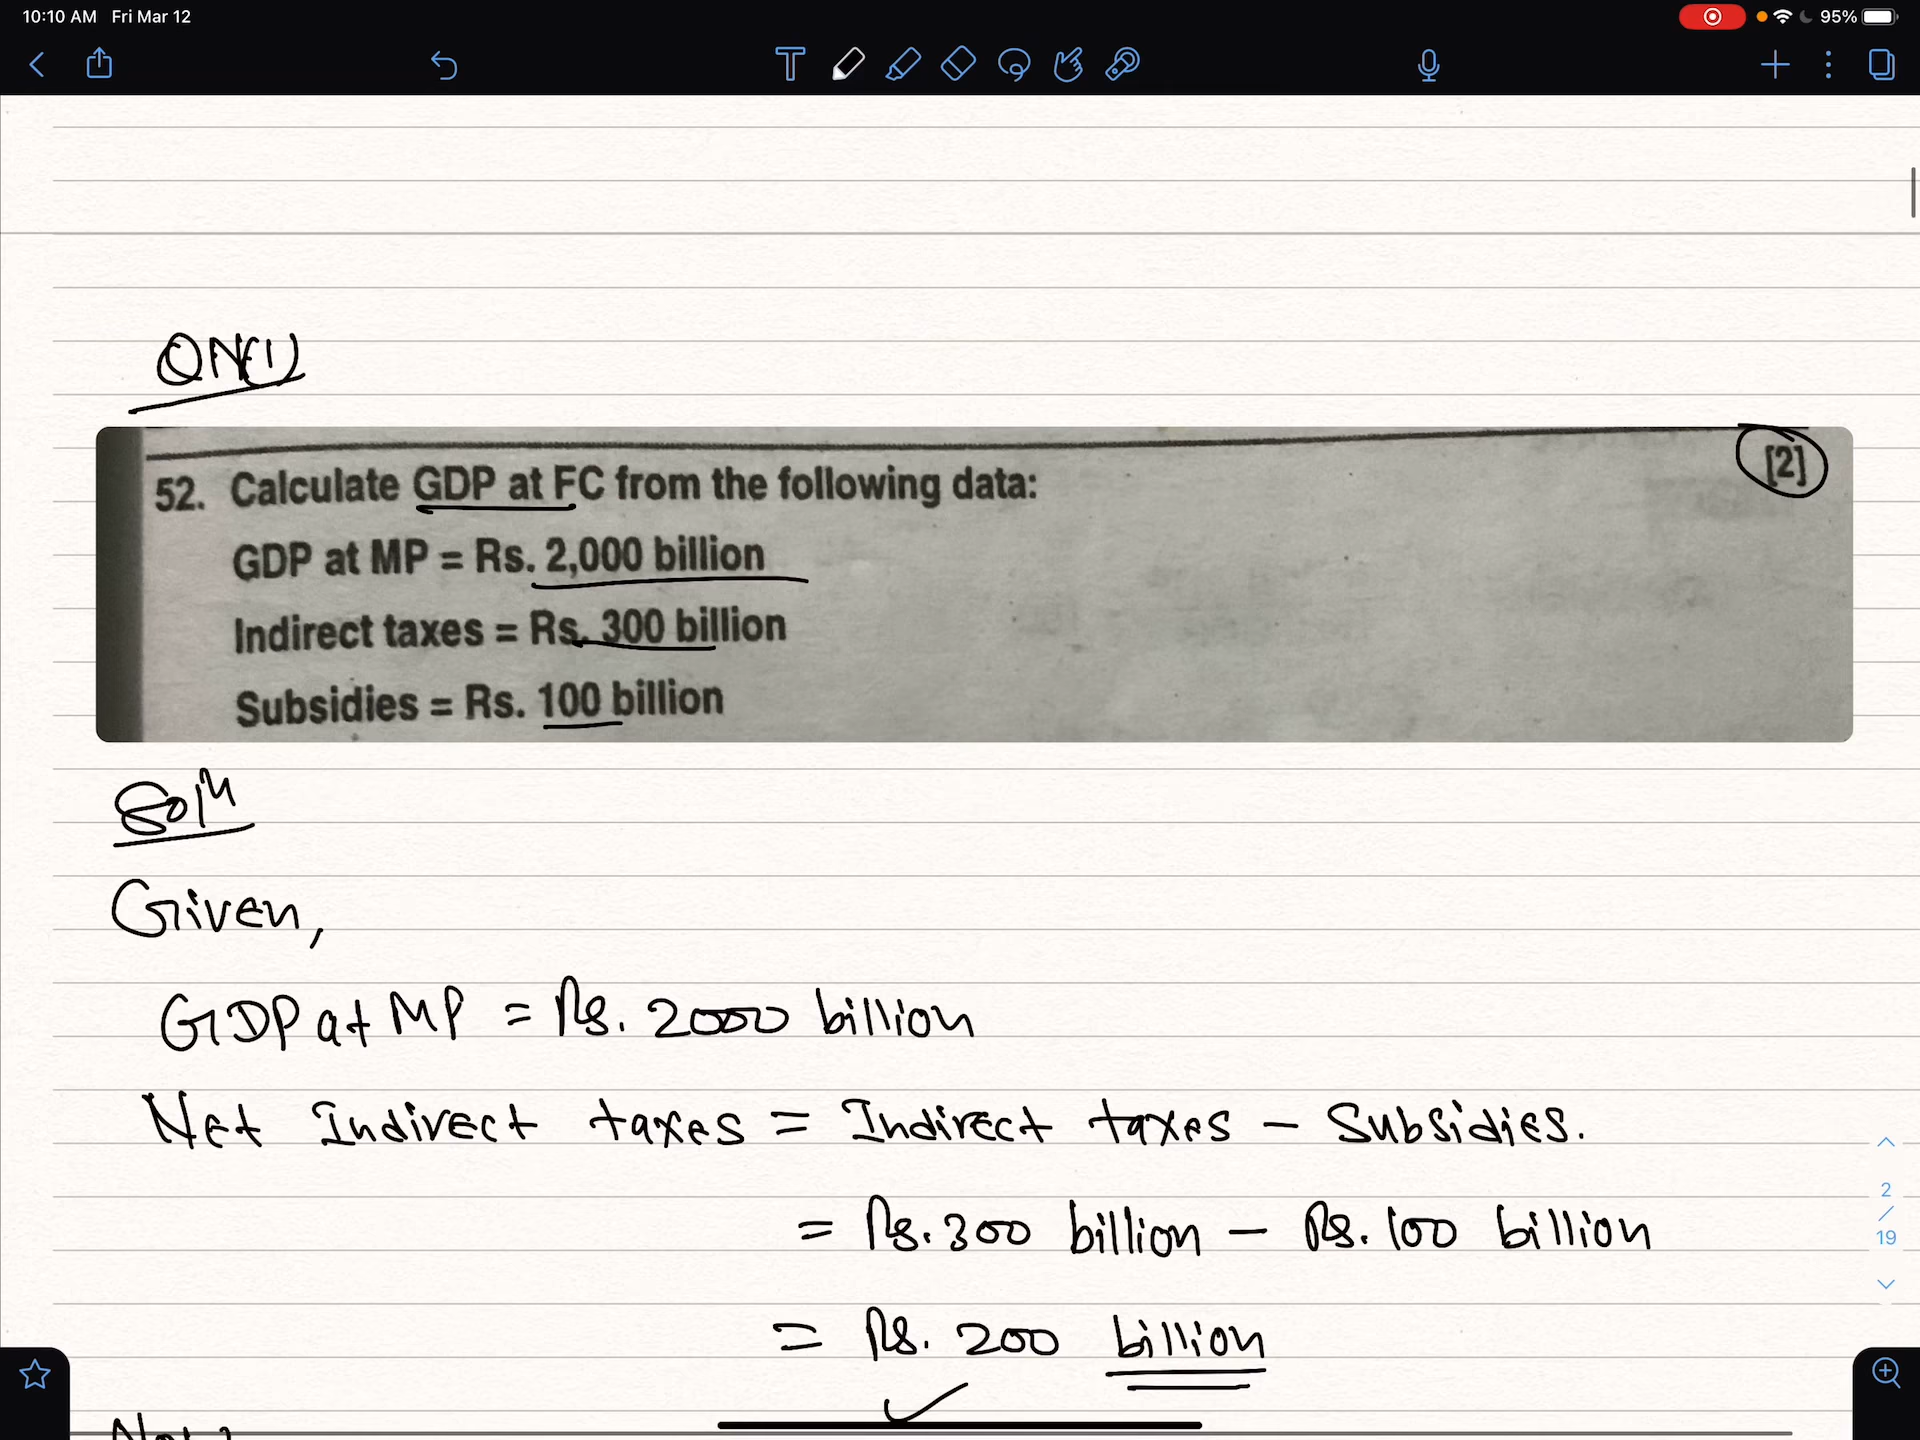 10:10 AM Fri Mar 12
95%
QN(1)
[2]
52. Calculate GDP at FC from the following data:
GDP at MP = Rs. 2,000 billion
Indirect taxes = Rs. 300 billion
Subsidies = Rs. 100 billion
Solⁿ
Given,
GDP at MP = Rs. 2000 billion
Net Indirect taxes = Indirect taxes - Subsidies.
= Rs. 300 billion - Rs. 100 billion
= Rs. 200 billion
2
/
19